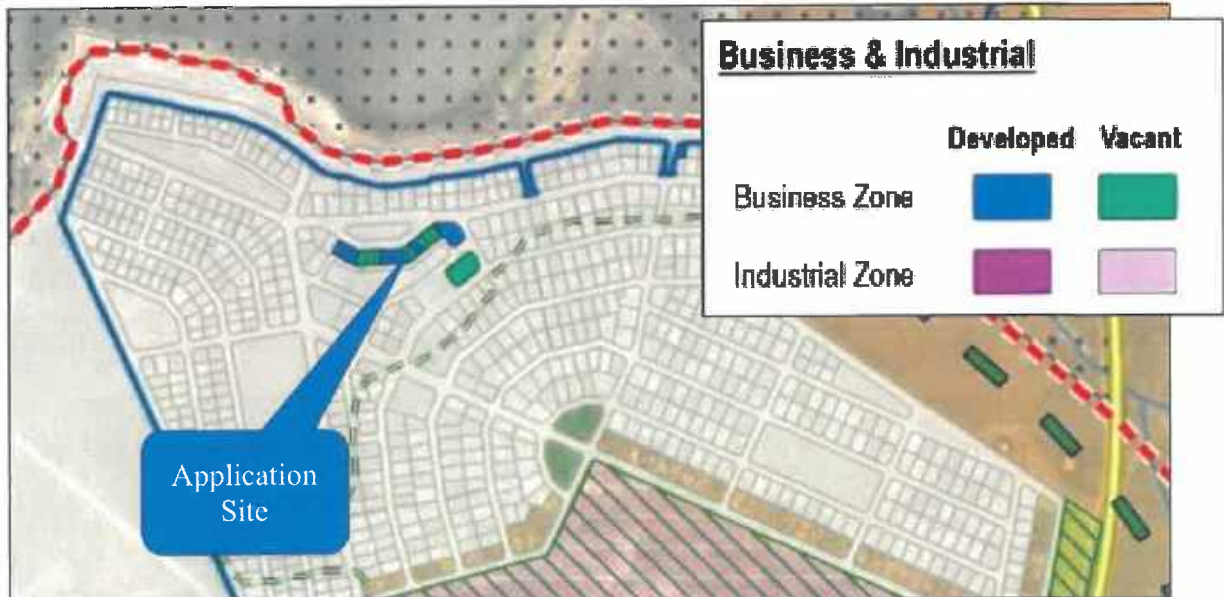 Business & Industrial
Developed Vacant
Business Zone
Industrial Zone
Application
Site